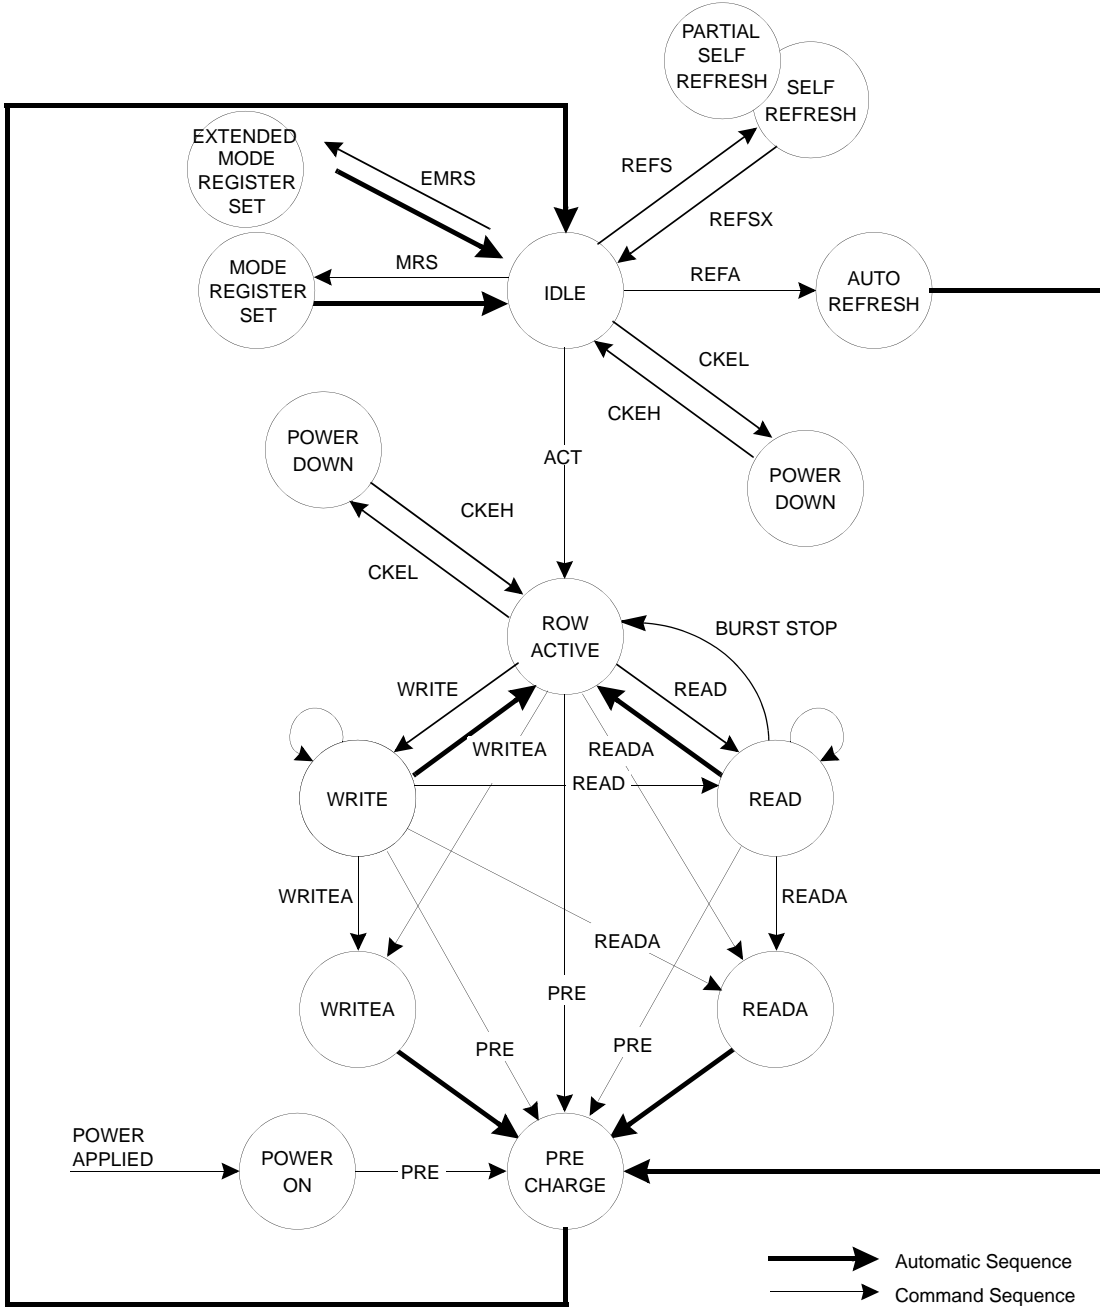 PARTIAL
SELF
REFRESH
SELF
REFRESH
EXTENDED
MODE
REGISTER
SET
EMRS
REFS
REFSX
MODE
REGISTER
SET
MRS
IDLE
REFA
AUTO
REFRESH
CKEL
CKEH
POWER
DOWN
ACT
POWER
DOWN
CKEH
CKEL
ROW
ACTIVE
BURST STOP
WRITE
READ
WRITEA
READA
WRITE
READ
READ
WRITEA
READA
READA
WRITEA
PRE
READA
PRE
PRE
POWER
APPLIED
POWER
ON
PRE
PRE
CHARGE
Automatic Sequence
Command Sequence